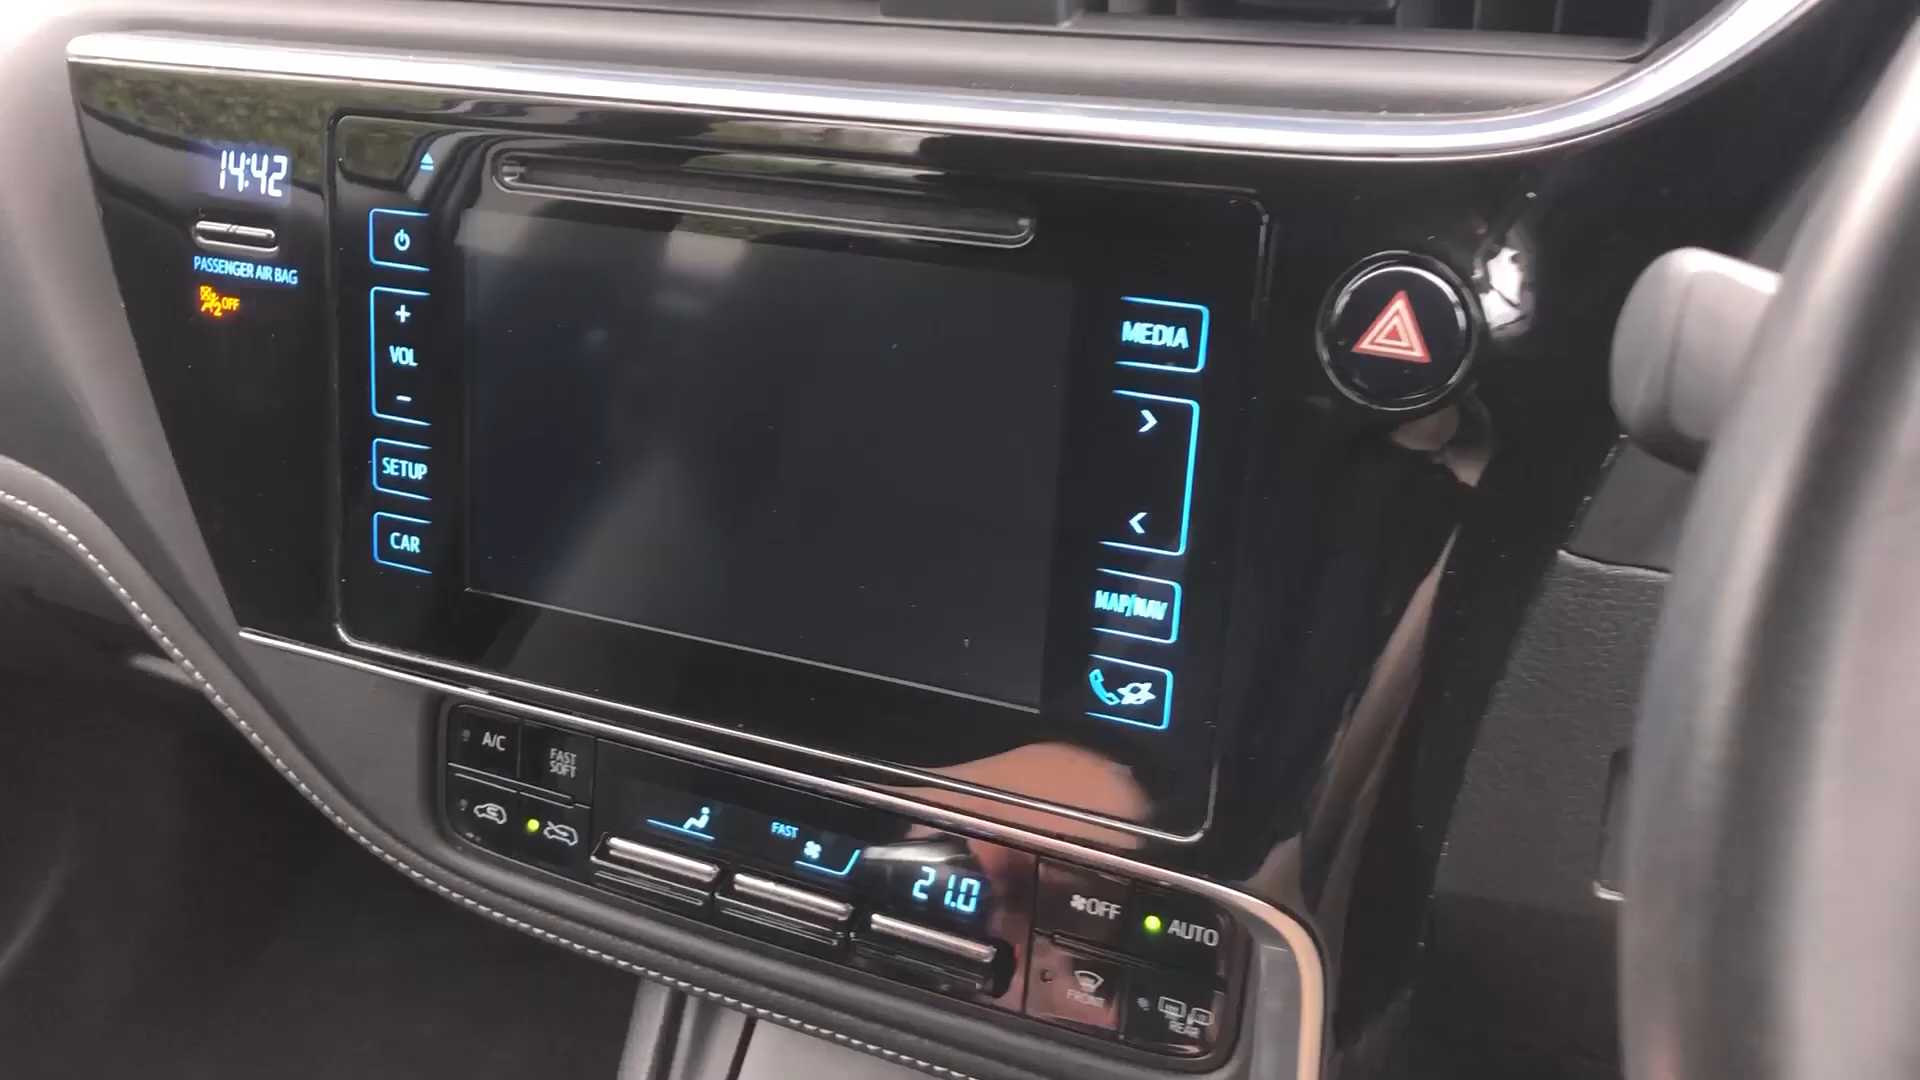 14:42
PASSENGER AIR BAG
2 OFF
+
VOL
-
SETUP
CAR
MEDIA
>
<
MAP/NAV
A/C
FAST
SOFT
FAST
21.0
OFF
AUTO
FRONT
REAR